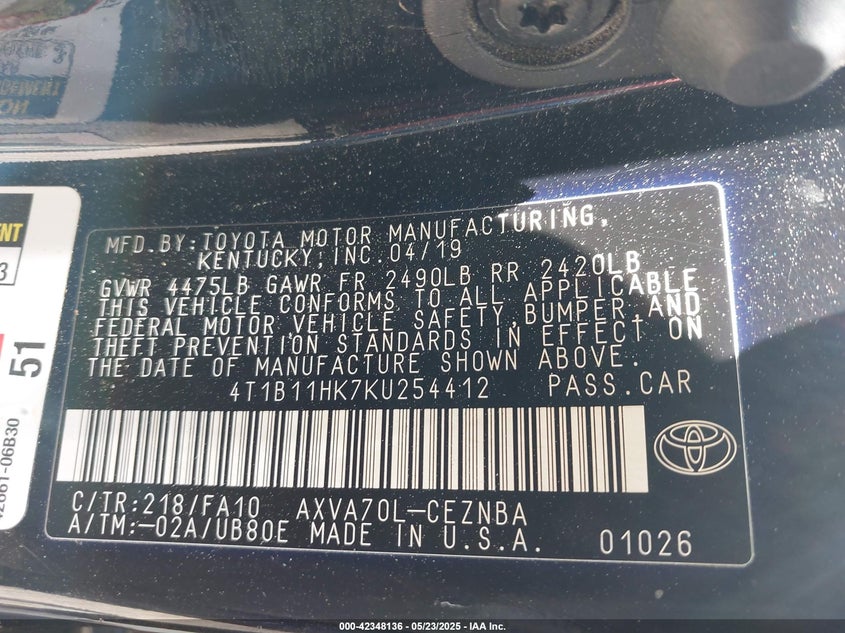 MFD.BY:TOYOTA MOTOR MANUFACTURING,
KENTUCKY, INC.04/19
GVWR 4475LB GAWR FR 2490LB RR 2420LB
THIS VEHICLE CONFORMS TO ALL APPLICABLE
FEDERAL MOTOR VEHICLE SAFETY,BUMPER,AND
THEFT PREVENTION STANDARDS IN EFFECT ON
THE DATE OF MANUFACTURE SHOWN ABOVE.
4T1B11HK7KU254412 PASS.CAR
C/TR:218/FA10 AXVA70L-CEZNBA
A/TM:-02A/UB80E MADE IN U.S.A. 01026
51
000-42348136 - 05/23/2025 - IAA Inc.